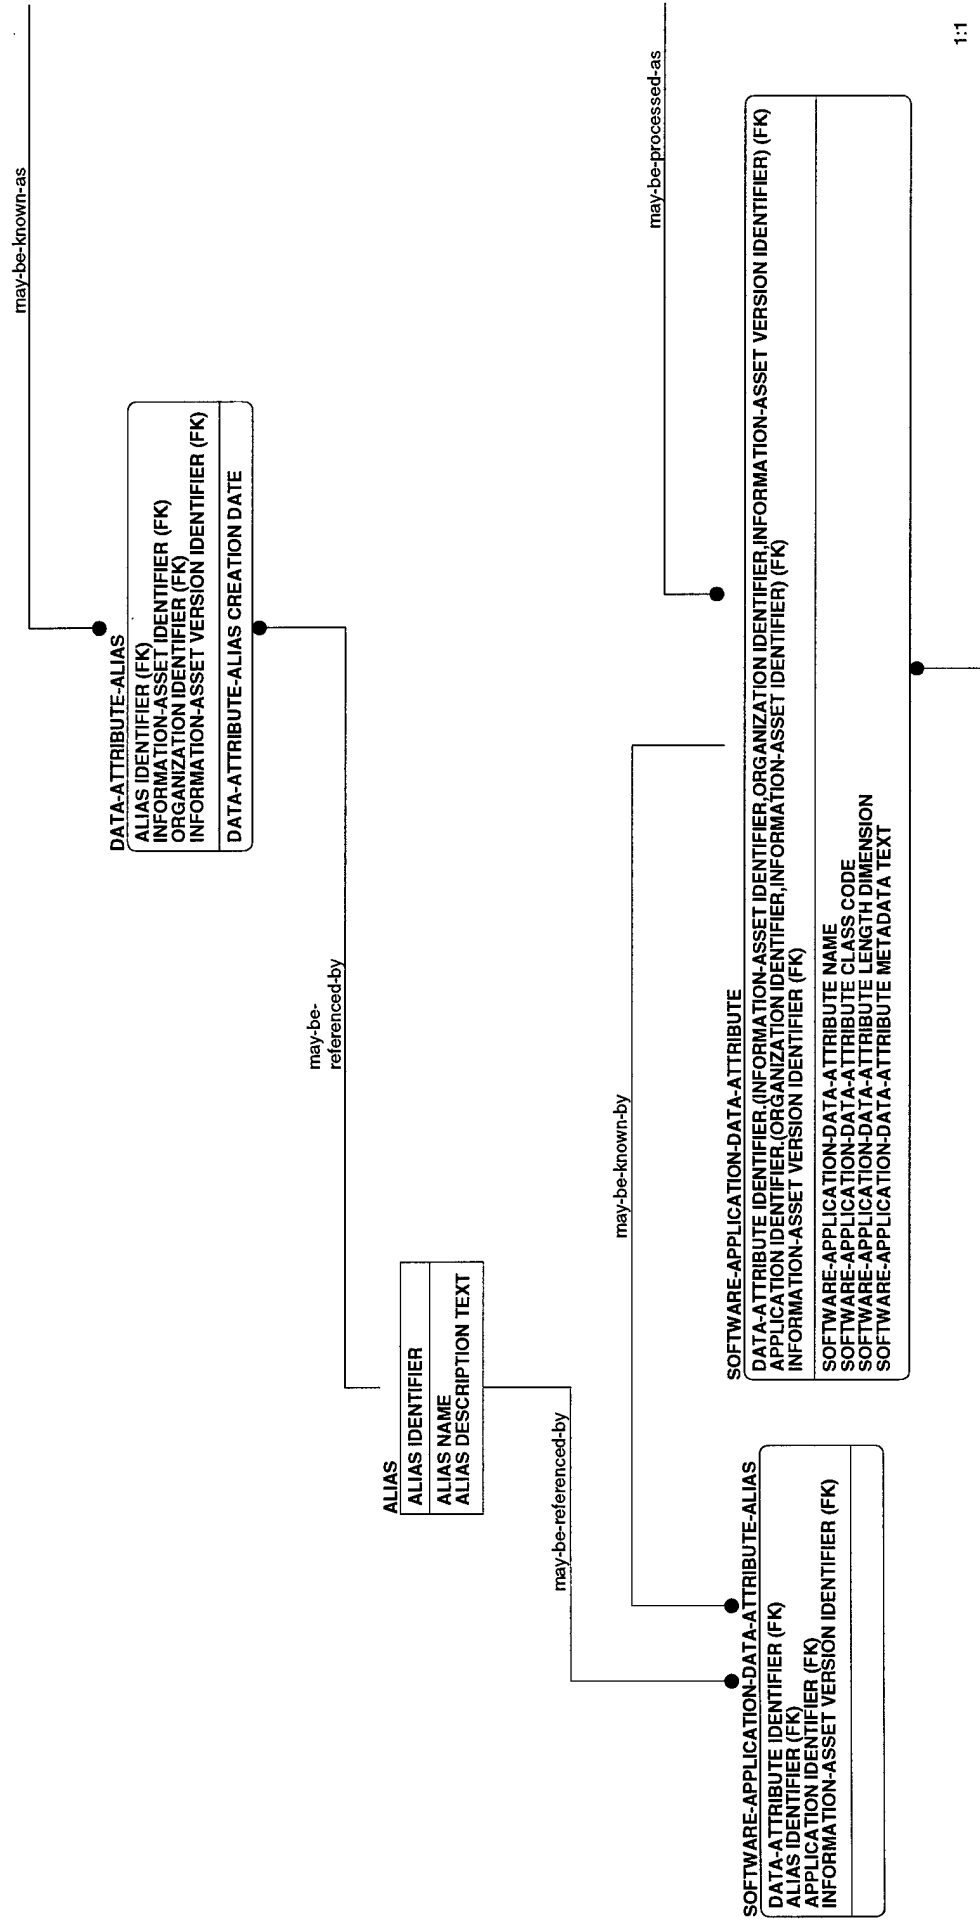 may-be-known-as
DATA-ATTRIBUTE-ALIAS
ALIAS IDENTIFIER (FK)
INFORMATION-ASSET IDENTIFIER (FK)
ORGANIZATION IDENTIFIER (FK)
INFORMATION-ASSET VERSION IDENTIFIER (FK)
DATA-ATTRIBUTE-ALIAS CREATION DATE
may-be-
referenced-by
ALIAS
ALIAS IDENTIFIER
ALIAS NAME
ALIAS DESCRIPTION TEXT
may-be-referenced-by
may-be-known-by
may-be-processed-as
SOFTWARE-APPLICATION-DATA-ATTRIBUTE
DATA-ATTRIBUTE IDENTIFIER.(INFORMATION-ASSET IDENTIFIER,ORGANIZATION IDENTIFIER,INFORMATION-ASSET VERSION IDENTIFIER) (FK)
APPLICATION IDENTIFIER.(ORGANIZATION IDENTIFIER,INFORMATION-ASSET IDENTIFIER) (FK)
INFORMATION-ASSET VERSION IDENTIFIER (FK)
SOFTWARE-APPLICATION-DATA-ATTRIBUTE NAME
SOFTWARE-APPLICATION-DATA-ATTRIBUTE CLASS CODE
SOFTWARE-APPLICATION-DATA-ATTRIBUTE LENGTH DIMENSION
SOFTWARE-APPLICATION-DATA-ATTRIBUTE METADATA TEXT
SOFTWARE-APPLICATION-DATA-ATTRIBUTE-ALIAS
DATA-ATTRIBUTE IDENTIFIER (FK)
ALIAS IDENTIFIER (FK)
APPLICATION IDENTIFIER (FK)
INFORMATION-ASSET VERSION IDENTIFIER (FK)
1:1